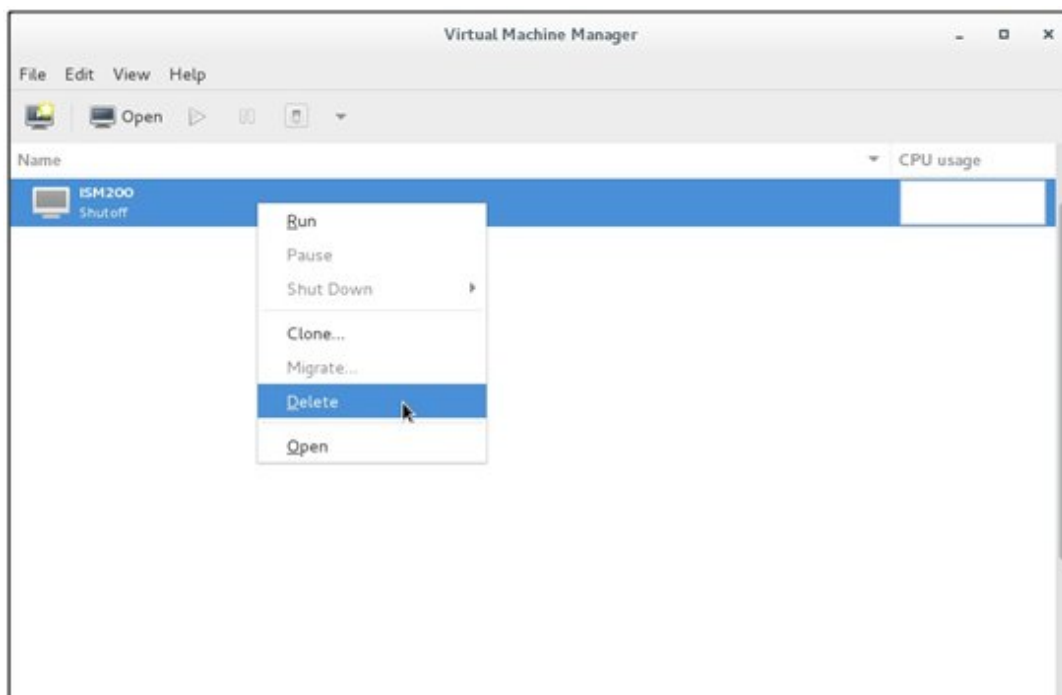 Virtual Machine Manager
File Edit View Help
Open
Name CPU usage
ISM200
Shutoff
Run
Pause
Shut Down
Clone...
Migrate...
Delete
Open